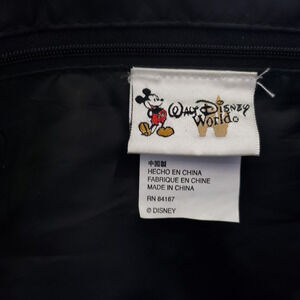 Walt Disney
World
中國製
HECHO EN CHINA
FABRIQUE EN CHINE
MADE IN CHINA
RN 84167
© DISNEY